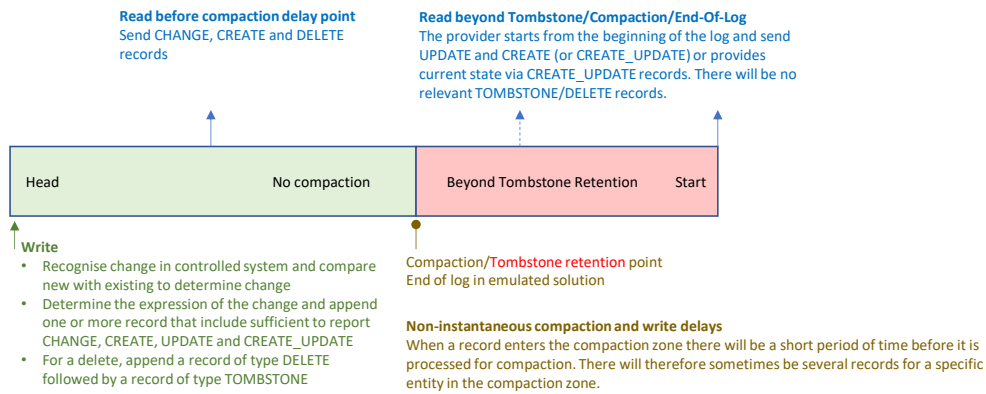 Read before compaction delay point
Send CHANGE, CREATE and DELETE
records
Read beyond Tombstone/Compaction/End-Of-Log
The provider starts from the beginning of the log and send
UPDATE and CREATE (or CREATE_UPDATE) or provides
current state via CREATE_UPDATE records. There will be no
relevant TOMBSTONE/DELETE records.
Head
No compaction
Beyond Tombstone Retention
Start
Write
• Recognise change in controlled system and compare
new with existing to determine change
• Determine the expression of the change and append
one or more record that include sufficient to report
CHANGE, CREATE, UPDATE and CREATE_UPDATE
• For a delete, append a record of type DELETE
followed by a record of type TOMBSTONE
Compaction/Tombstone retention point
End of log in emulated solution
Non-instantaneous compaction and write delays
When a record enters the compaction zone there will be a short period of time before it is
processed for compaction. There will therefore sometimes be several records for a specific
entity in the compaction zone.